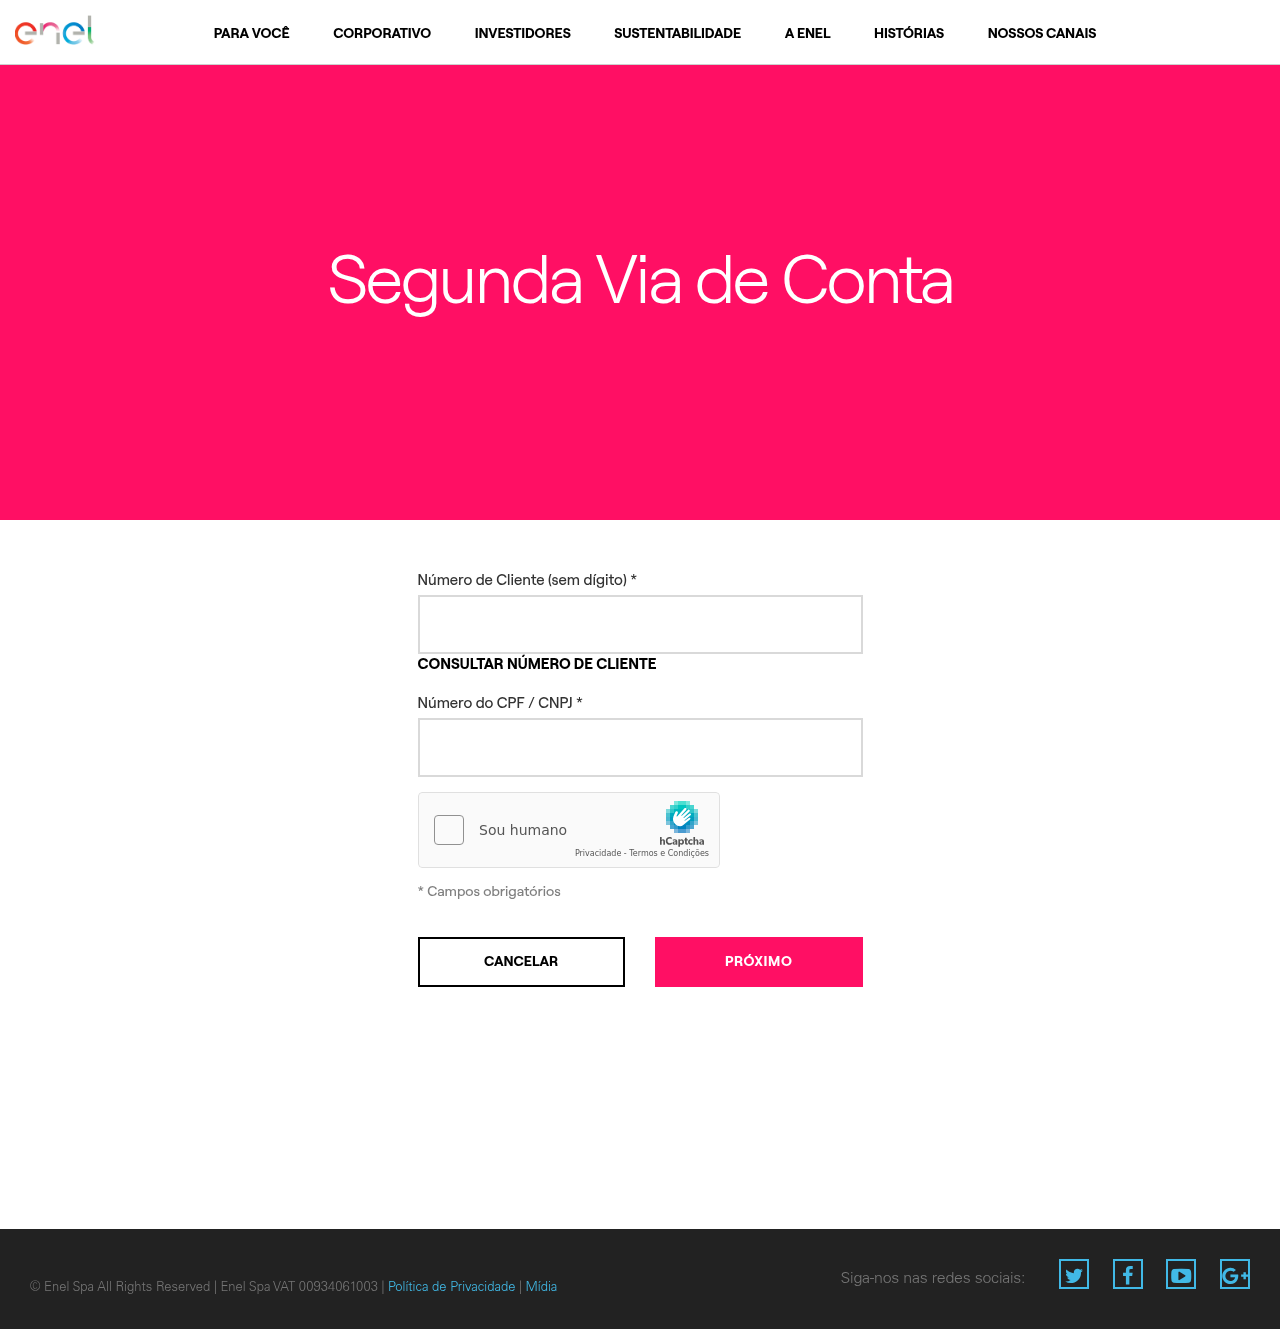 enel
PARA VOCÊ CORPORATIVO INVESTIDORES SUSTENTABILIDADE A ENEL HISTÓRIAS NOSSOS CANAIS
Segunda Via de Conta
Número de Cliente (sem dígito) *
CONSULTAR NÚMERO DE CLIENTE
Número do CPF / CNPJ *
Sou humano
hCaptcha
Privacidade - Termos e Condições
* Campos obrigatórios
CANCELAR PRÓXIMO
© Enel Spa All Rights Reserved | Enel Spa VAT 00934061003 | Política de Privacidade | Mídia
Siga-nos nas redes sociais: